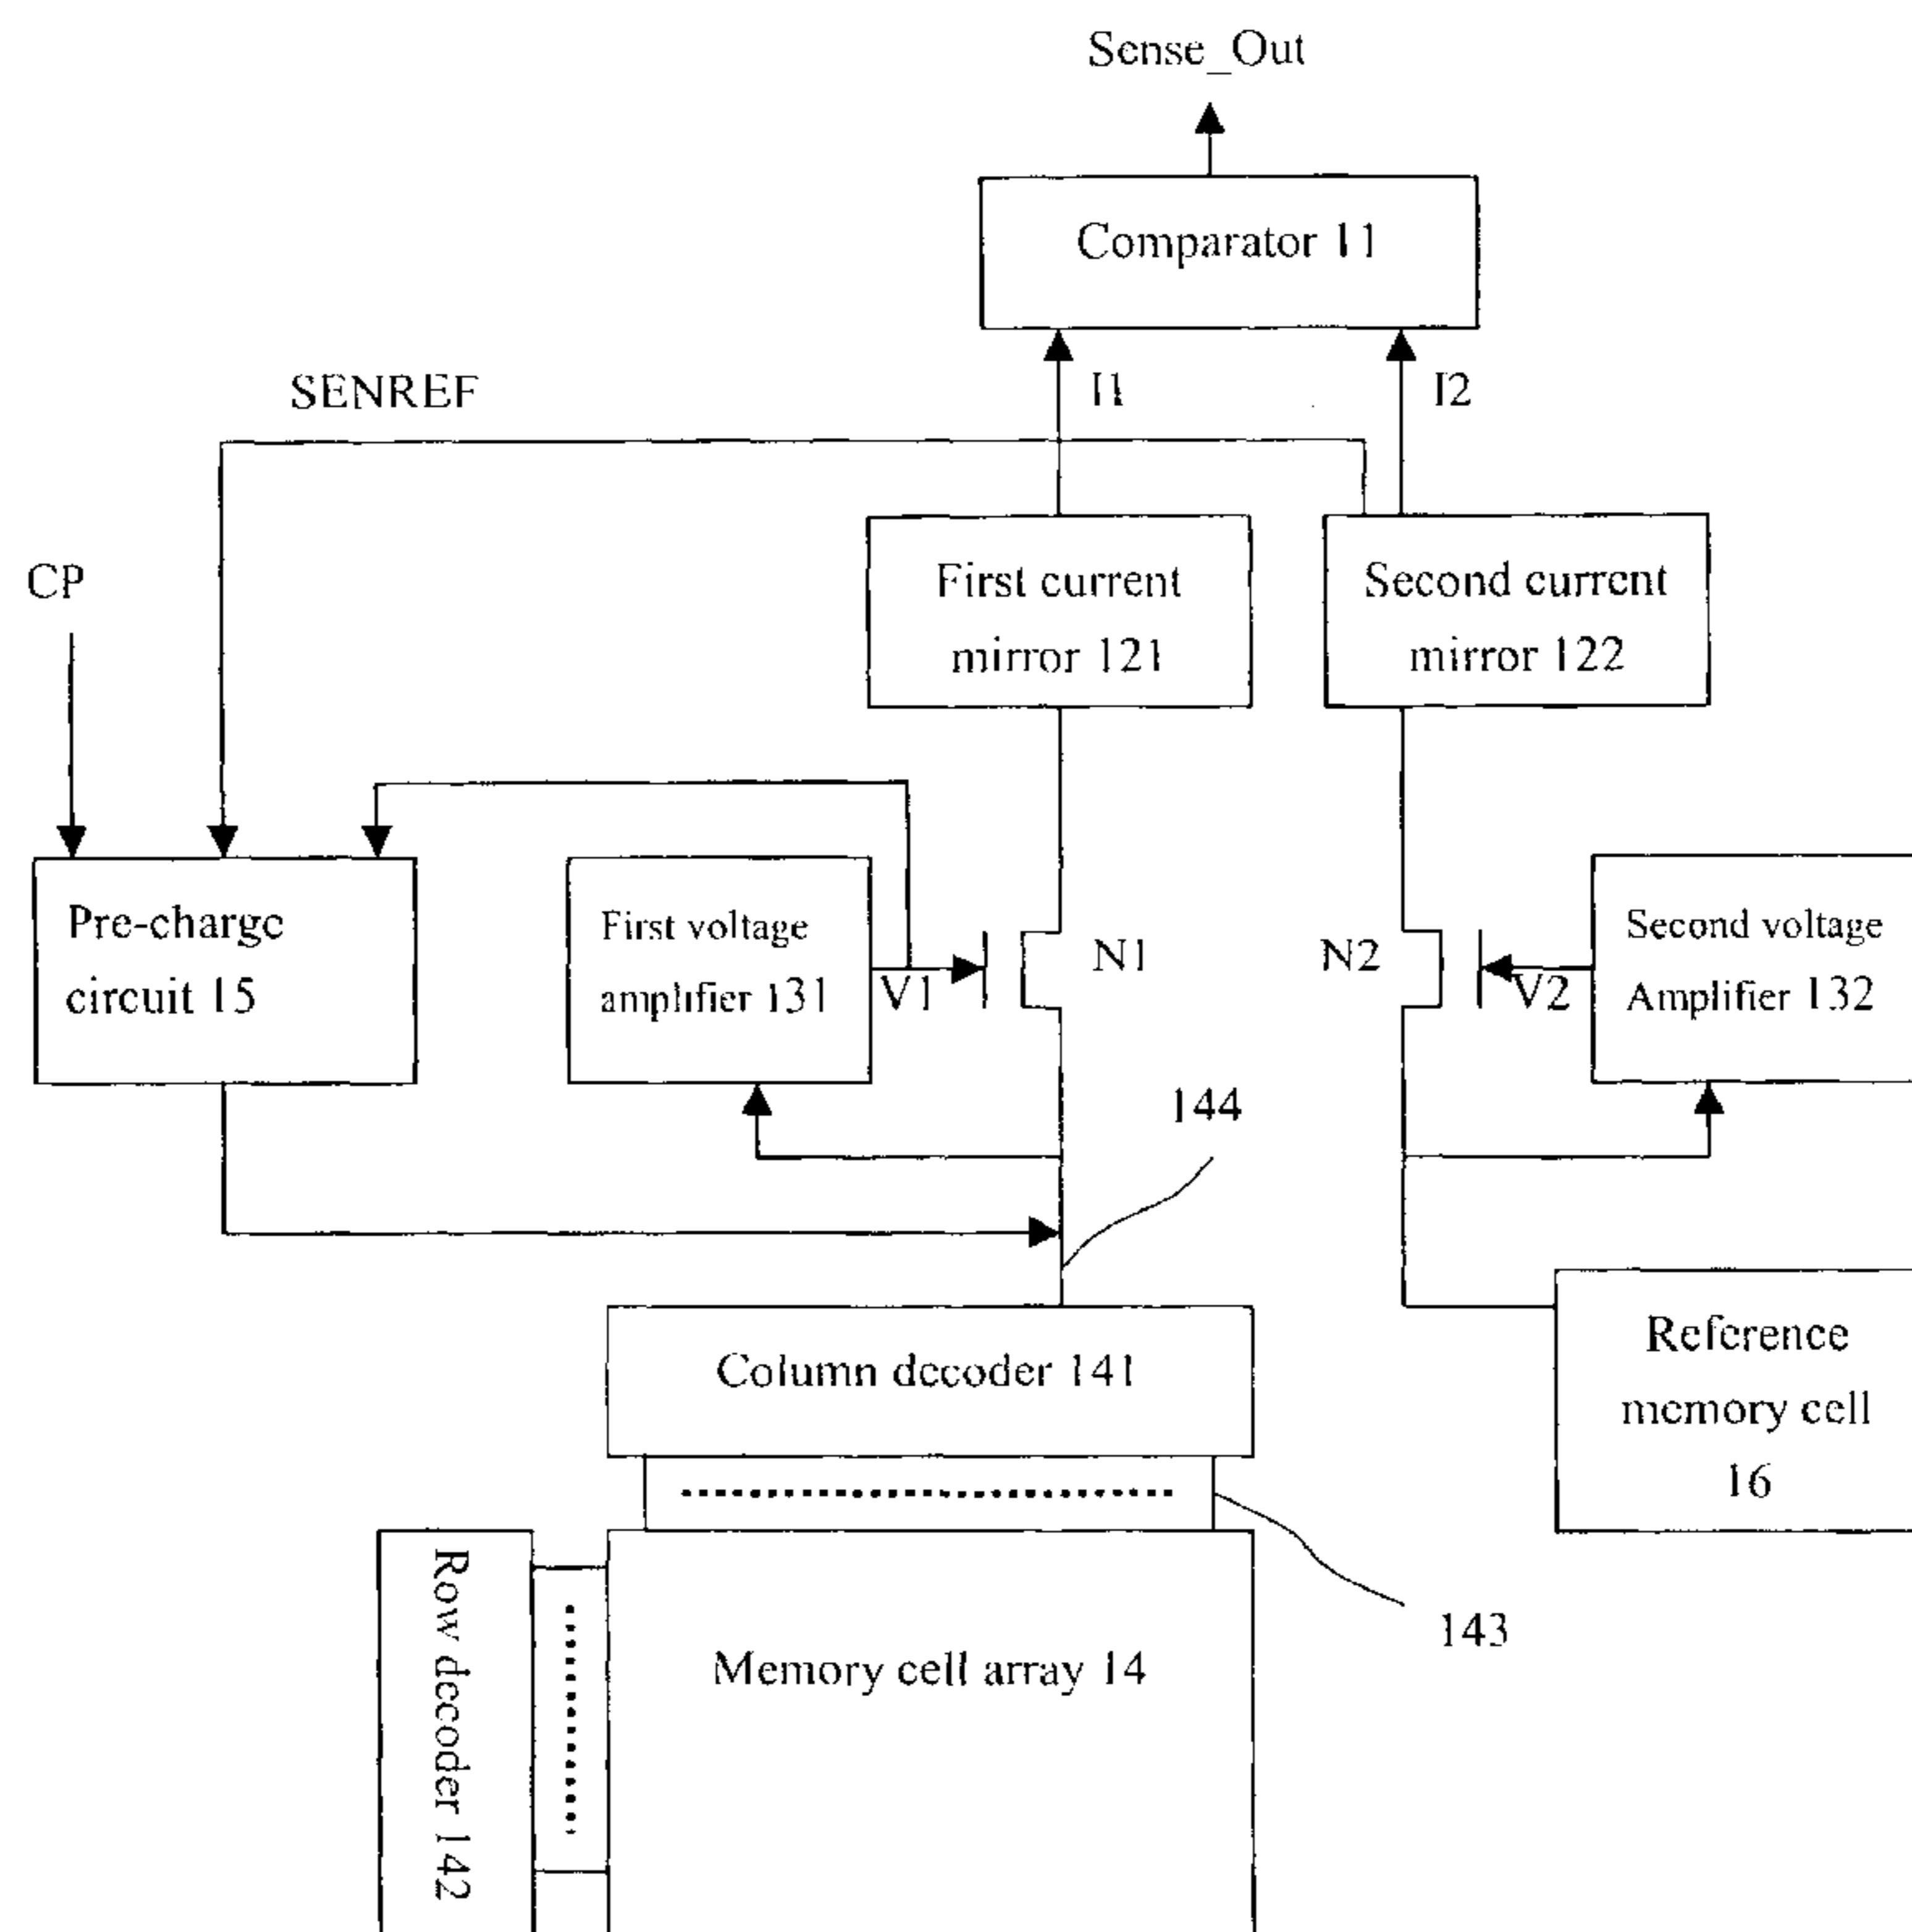 Sense_Out
Comparator 11
SENREF
I1
I2
CP
First current
mirror 121
Second current
mirror 122
Pre-charge
circuit 15
First voltage
amplifier 131
V1
N1
N2
V2
Second voltage
Amplifier 132
144
Column decoder 141
Reference
memory cell
16
143
Row decoder 142
Memory cell array 14